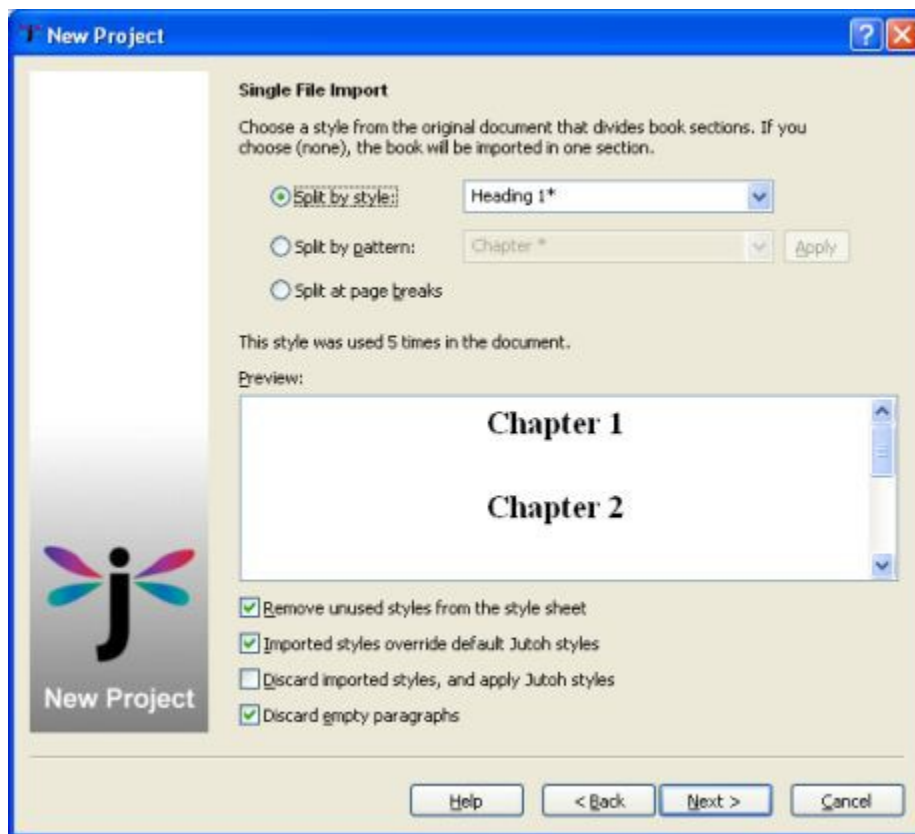 New Project
Single File Import
Choose a style from the original document that divides book sections. If you
choose (none), the book will be imported in one section.
Split by style: Heading 1*
Split by pattern: Chapter * Apply
Split at page breaks
This style was used 5 times in the document.
Preview:
Chapter 1
Chapter 2
Remove unused styles from the style sheet
Imported styles override default Jutoh styles
Discard imported styles, and apply Jutoh styles
Discard empty paragraphs
j
New Project
Help < Back Next > Cancel